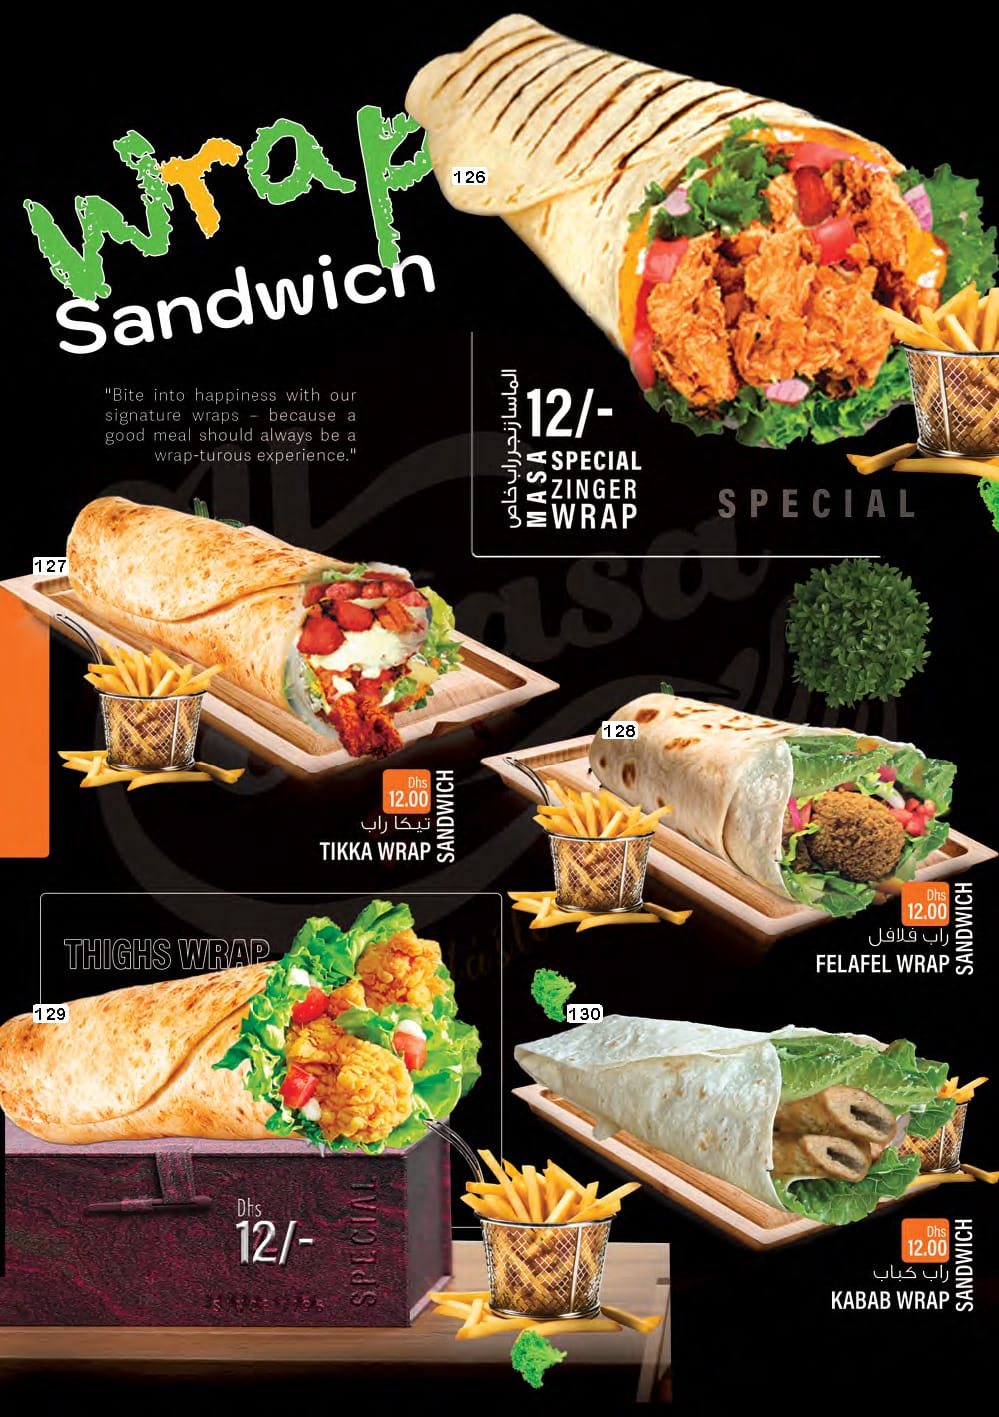 wrap
Sandwich
"Bite into happiness with our
signature wraps – because a
good meal should always be a
wrap-turous experience."
126
12/-
الماسا زنجر راب خاص
MASA
SPECIAL
ZINGER
WRAP
SPECIAL
Masa
127
Dhs
12.00
تيكا راب
TIKKA WRAP
SANDWICH
128
Dhs
12.00
راب فلافل
FELAFEL WRAP
SANDWICH
THIGHS WRAP
129
Dhs
12/-
SPECIAL
130
Dhs
12.00
راب كباب
KABAB WRAP
SANDWICH